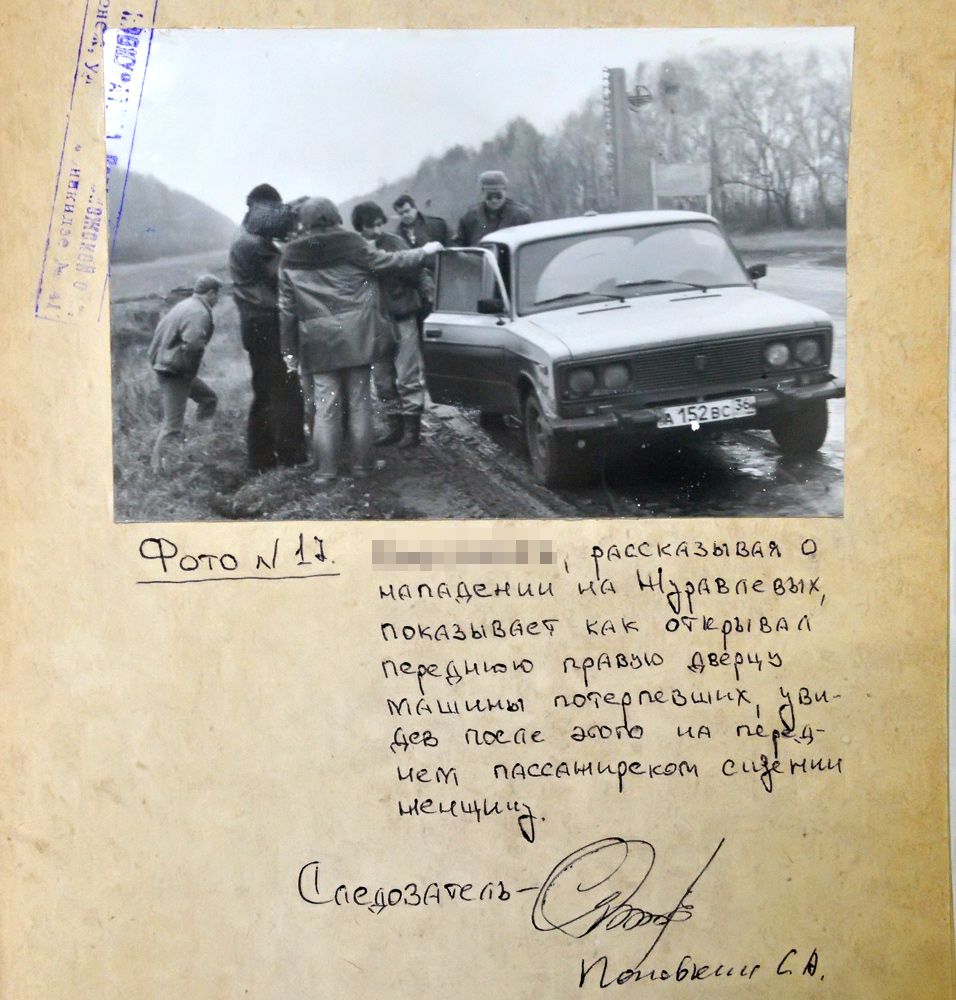 А 152 ВС 36
Фото N 17.
, рассказывая о
нападении на Журавлевых,
показывает как открывал
переднюю правую дверцу
машины потерпевших, уви-
дев после этого на перед-
нем пассажирском сидении
женщину.
Следователь -
С.А.